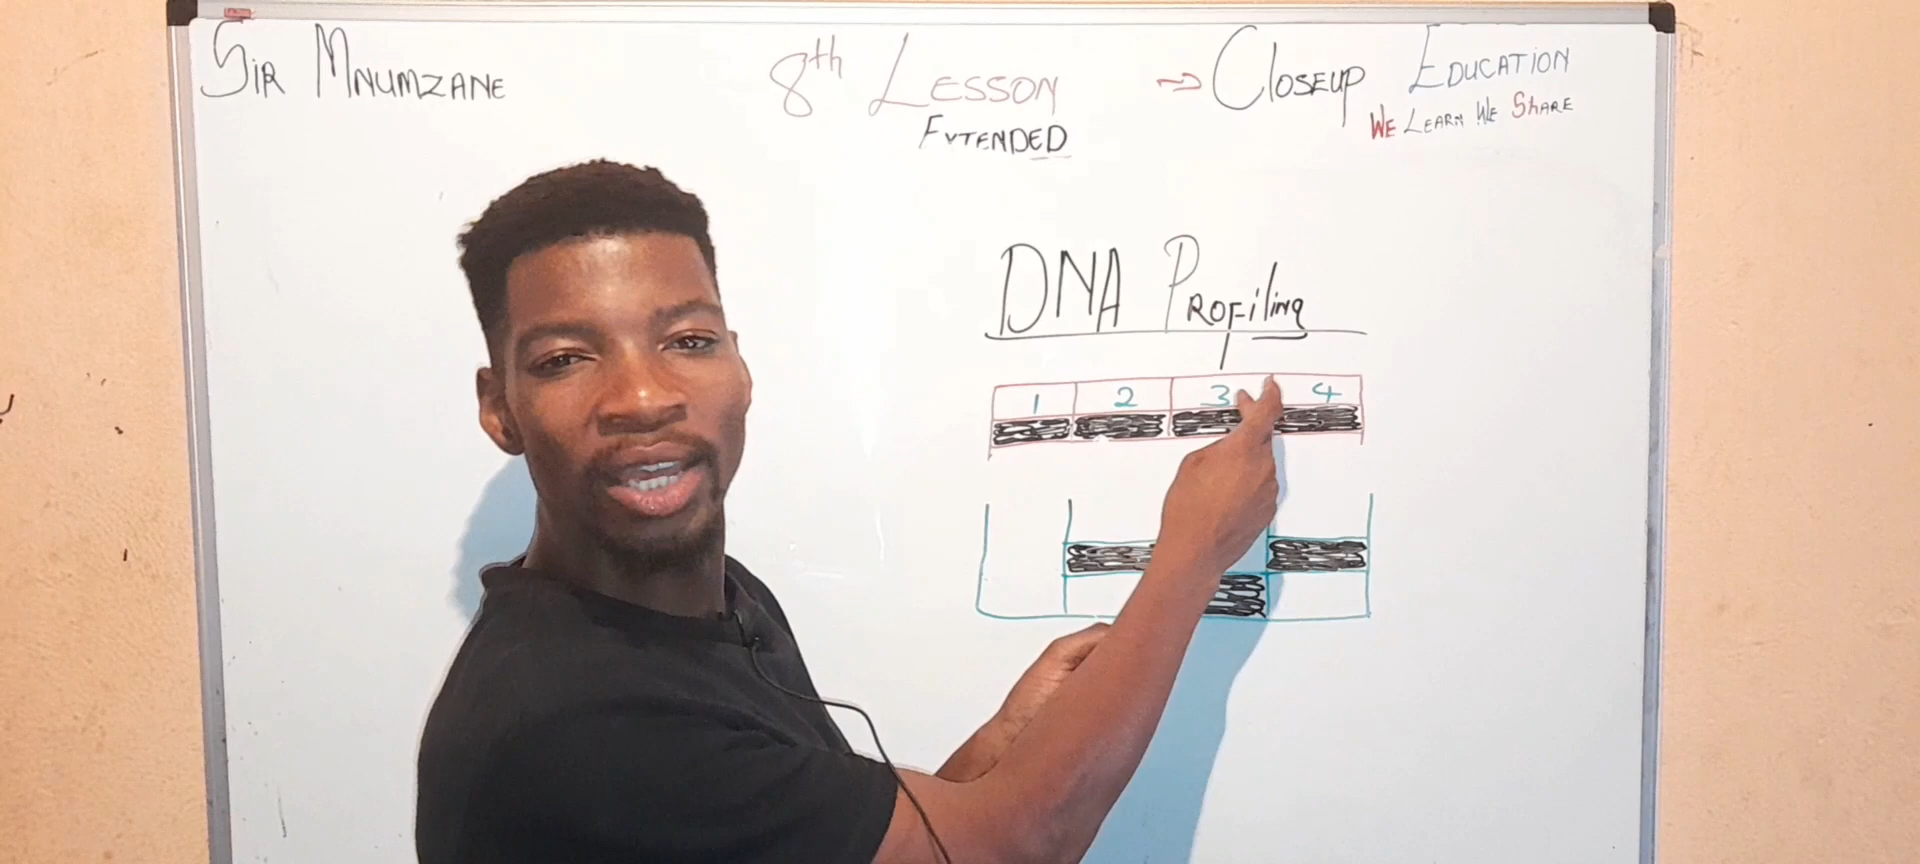 Sir Mnumzane
8th Lesson
Extended
→ Closeup Education
We Learn We Share
DNA Profiling
1 2 3 4